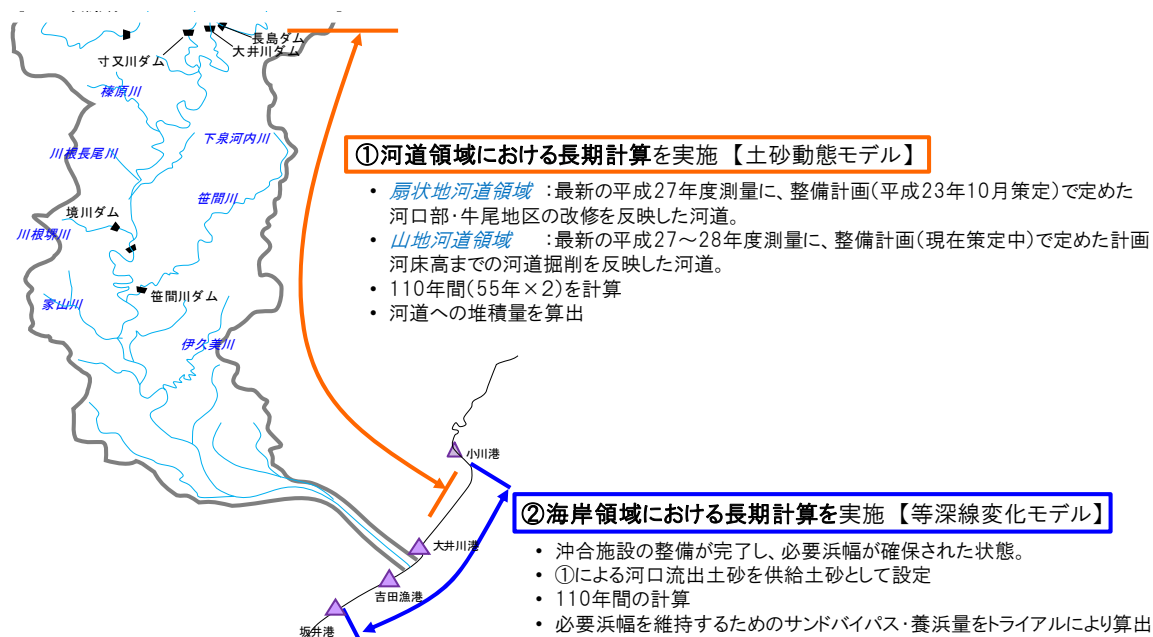 長島ダム
大井川ダム
寸又川ダム
榛原川
下泉河内川
川根長尾川
笹間川
境川ダム
川根堺川
笹間川ダム
家山川
伊久美川
①河道領域における長期計算を実施 【土砂動態モデル】
• 扇状地河道領域 :最新の平成27年度測量に、整備計画(平成23年10月策定)で定めた
河口部・牛尾地区の改修を反映した河道。
• 山地河道領域 :最新の平成27～28年度測量に、整備計画(現在策定中)で定めた計画
河床高までの河道掘削を反映した河道。
• 110年間(55年×2)を計算
• 河道への堆積量を算出
小川港
②海岸領域における長期計算を実施 【等深線変化モデル】
大井川港
吉田漁港
坂井港
• 沖合施設の整備が完了し、必要浜幅が確保された状態。
• ①による河口流出土砂を供給土砂として設定
• 110年間の計算
• 必要浜幅を維持するためのサンドバイパス・養浜量をトライアルにより算出